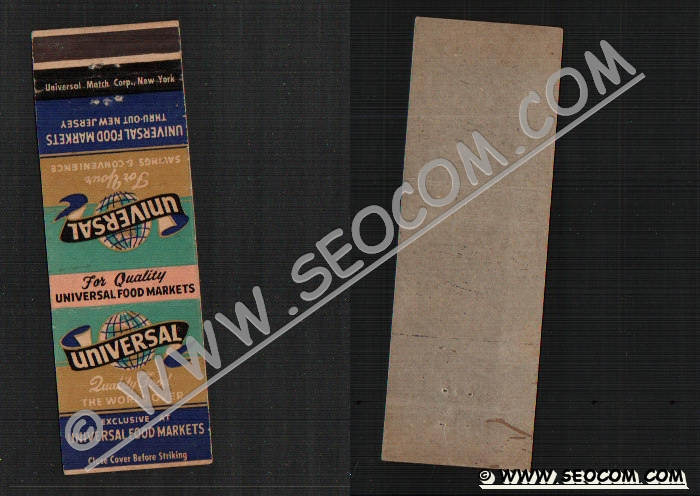 Universal Match Corp., New York
UNIVERSAL FOOD MARKETS
THRU-OUT NEW JERSEY
For Your
SAVINGS & CONVENIENCE
UNIVERSAL
For Quality
UNIVERSAL FOOD MARKETS
UNIVERSAL
THE WORLD OVER
EXCLUSIVE AT
UNIVERSAL FOOD MARKETS
Close Cover Before Striking
© WWW.SEOCOM.COM
© WWW.SEOCOM.COM